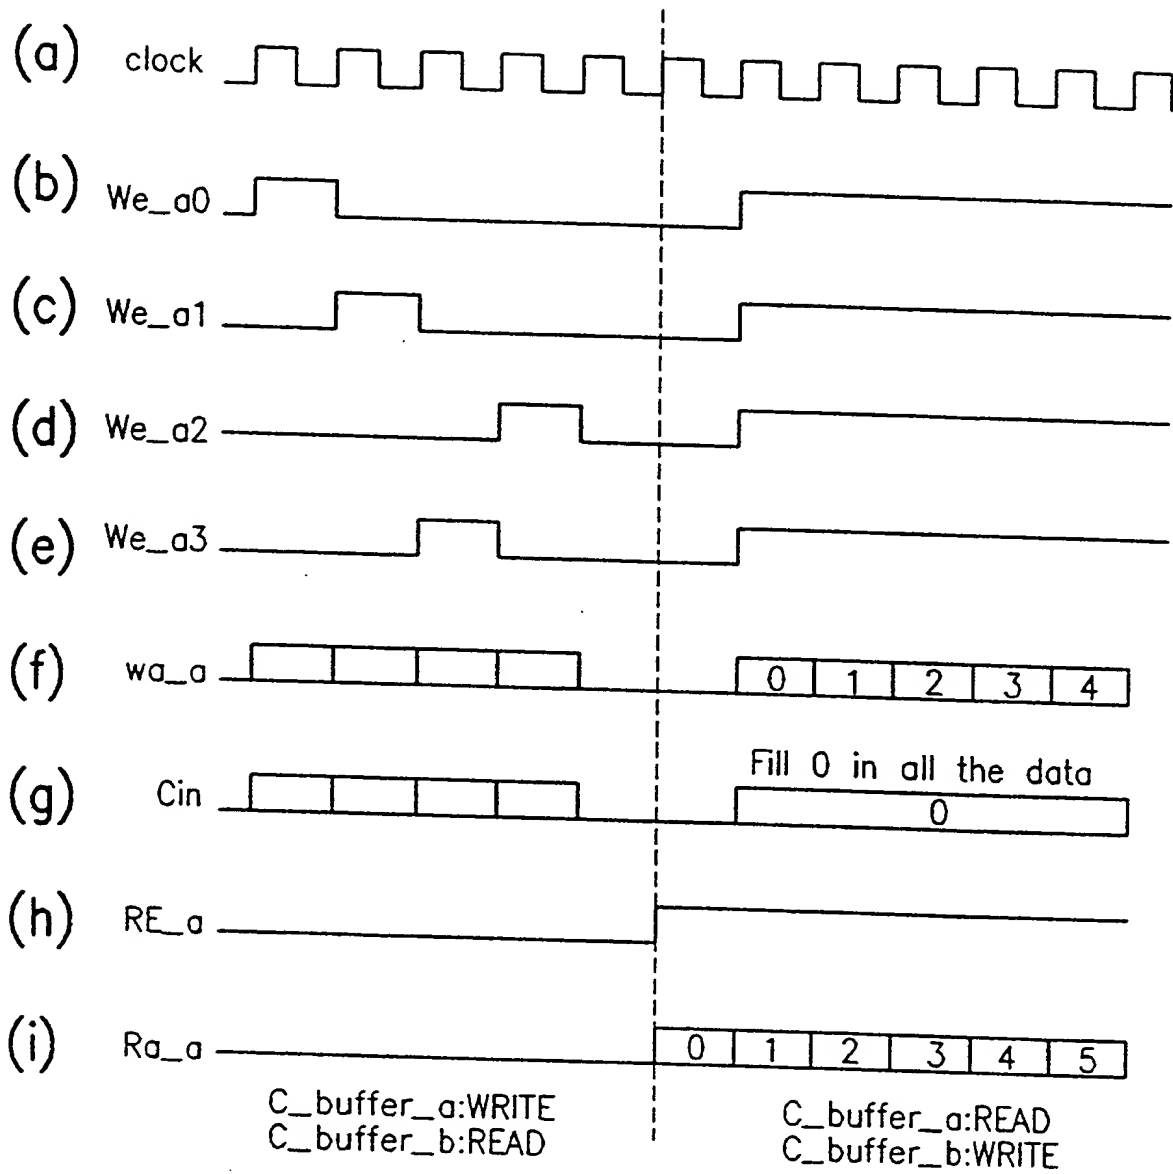 (a) clock
(b) We_a0
(c) We_a1
(d) We_a2
(e) We_a3
(f) wa_a 0 1 2 3 4
Fill 0 in all the data
(g) Cin 0
(h) RE_a
(i) Ra_a 0 1 2 3 4 5
C_buffer_a:WRITE C_buffer_a:READ
C_buffer_b:READ C_buffer_b:WRITE